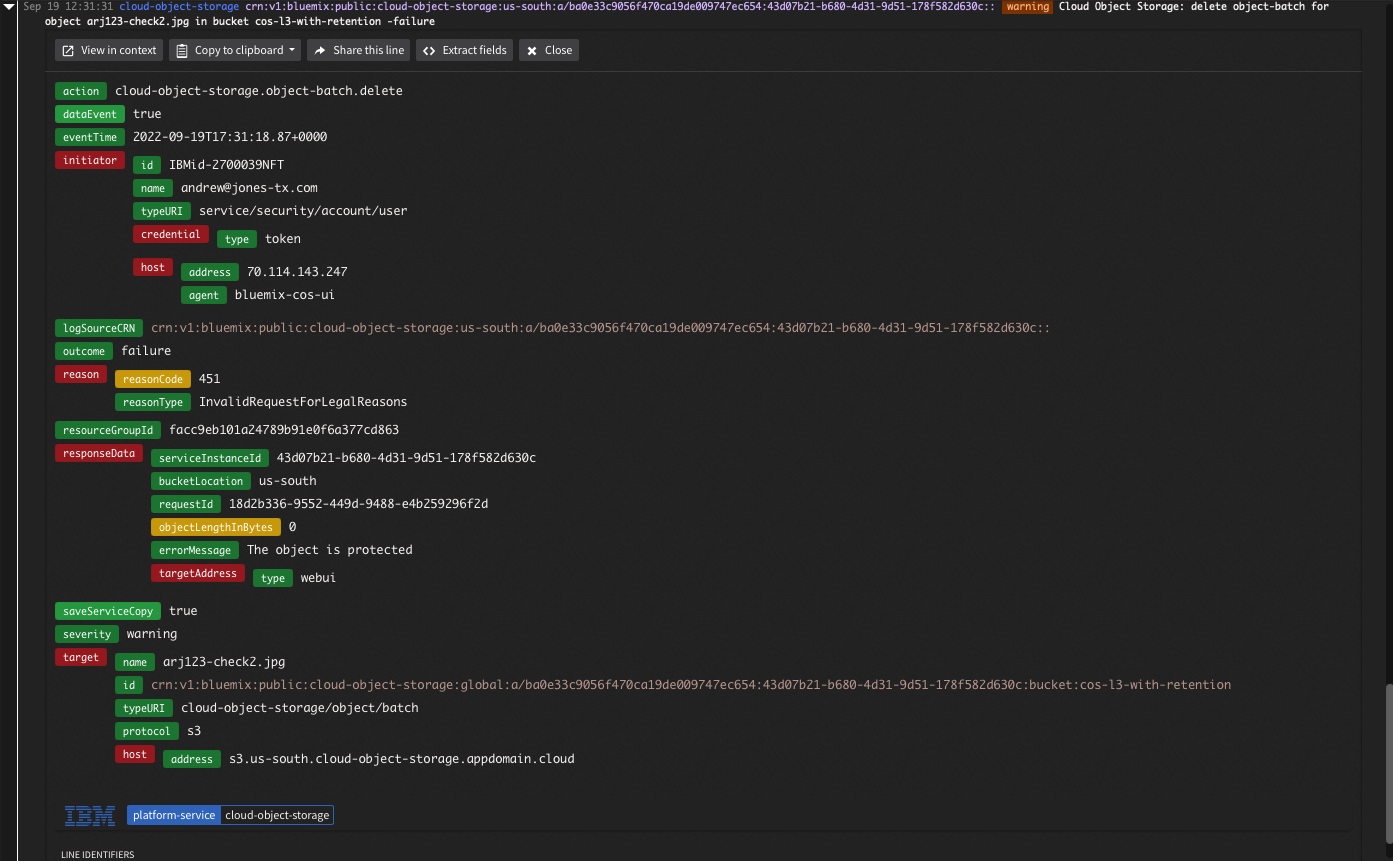 Sep 19 12:31:31 cloud-object-storage crn:v1:bluemix:public:cloud-object-storage:us-south:a/ba0e33c9056f470ca19de009747ec654:43d07b21-b680-4d31-9d51-178f582d630c:: warning Cloud Object Storage: delete object-batch for
object arj123-check2.jpg in bucket cos-l3-with-retention -failure
View in context Copy to clipboard Share this line Extract fields Close
action cloud-object-storage.object-batch.delete
dataEvent true
eventTime 2022-09-19T17:31:18.87+0000
initiator id IBMid-2700039NFT
name andrew@jones-tx.com
typeURI service/security/account/user
credential type token
host address 70.114.143.247
agent bluemix-cos-ui
logSourceCRN crn:v1:bluemix:public:cloud-object-storage:us-south:a/ba0e33c9056f470ca19de009747ec654:43d07b21-b680-4d31-9d51-178f582d630c::
outcome failure
reason reasonCode 451
reasonType InvalidRequestForLegalReasons
resourceGroupId facc9eb101a24789b91e0f6a377cd863
responseData serviceInstanceId 43d07b21-b680-4d31-9d51-178f582d630c
bucketLocation us-south
requestId 18d2b336-9552-449d-9488-e4b259296f2d
objectLengthInBytes 0
errorMessage The object is protected
targetAddress type webui
saveServiceCopy true
severity warning
target name arj123-check2.jpg
id crn:v1:bluemix:public:cloud-object-storage:global:a/ba0e33c9056f470ca19de009747ec654:43d07b21-b680-4d31-9d51-178f582d630c:bucket:cos-l3-with-retention
typeURI cloud-object-storage/object/batch
protocol s3
host address s3.us-south.cloud-object-storage.appdomain.cloud
IBM platform-service cloud-object-storage
LINE IDENTIFIERS